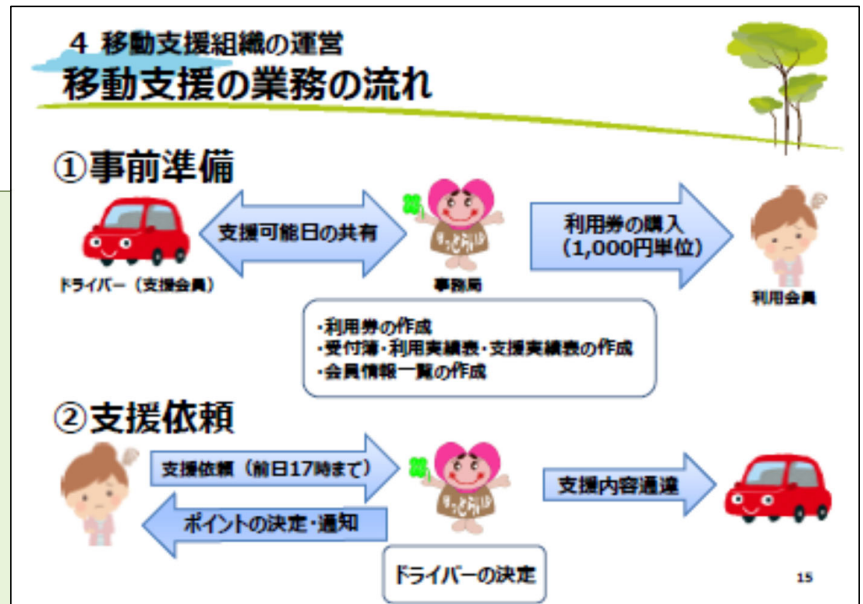 4 移動支援組織の運営
移動支援の業務の流れ
①事前準備
支援可能日の共有
利用券の購入
（1,000円単位）
ドライバー（支援会員）
事務局
利用会員
・利用券の作成
・受付簿・利用実績表・支援実績表の作成
・会員情報一覧の作成
②支援依頼
支援依頼（前日17時まで）
支援内容通達
ポイントの決定・通知
ドライバーの決定
15